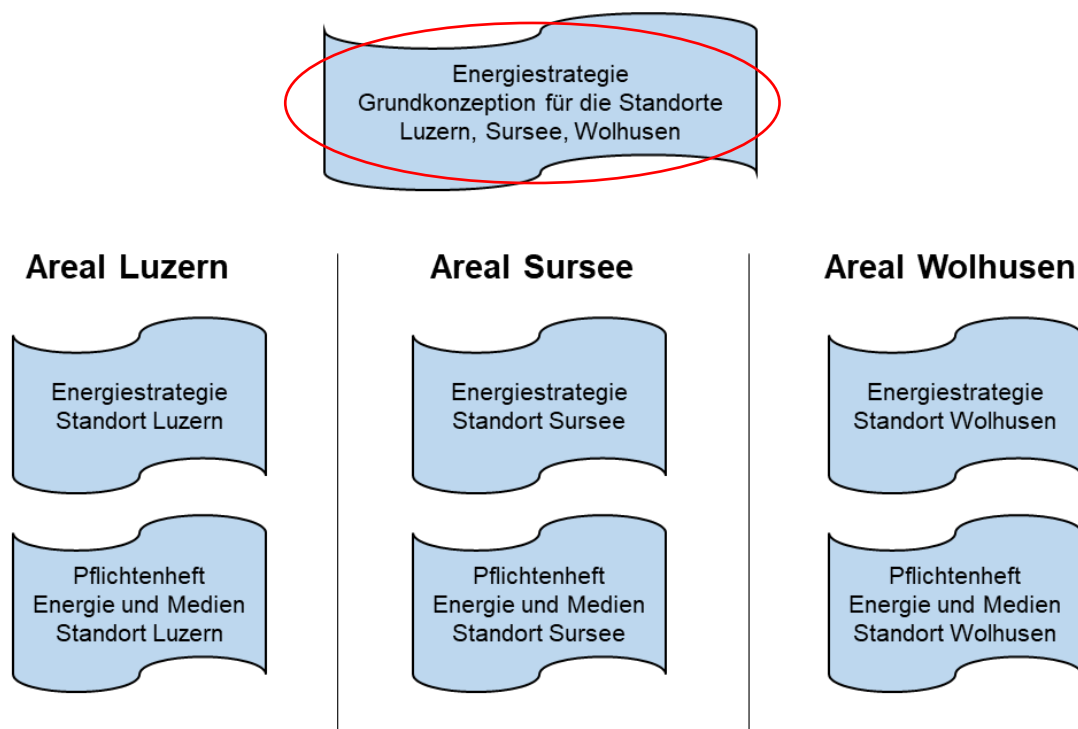 Energiestrategie
Grundkonzeption für die Standorte
Luzern, Sursee, Wolhusen
Areal Luzern
Energiestrategie
Standort Luzern
Pflichtenheft
Energie und Medien
Standort Luzern
Areal Sursee
Energiestrategie
Standort Sursee
Pflichtenheft
Energie und Medien
Standort Sursee
Areal Wolhusen
Energiestrategie
Standort Wolhusen
Pflichtenheft
Energie und Medien
Standort Wolhusen